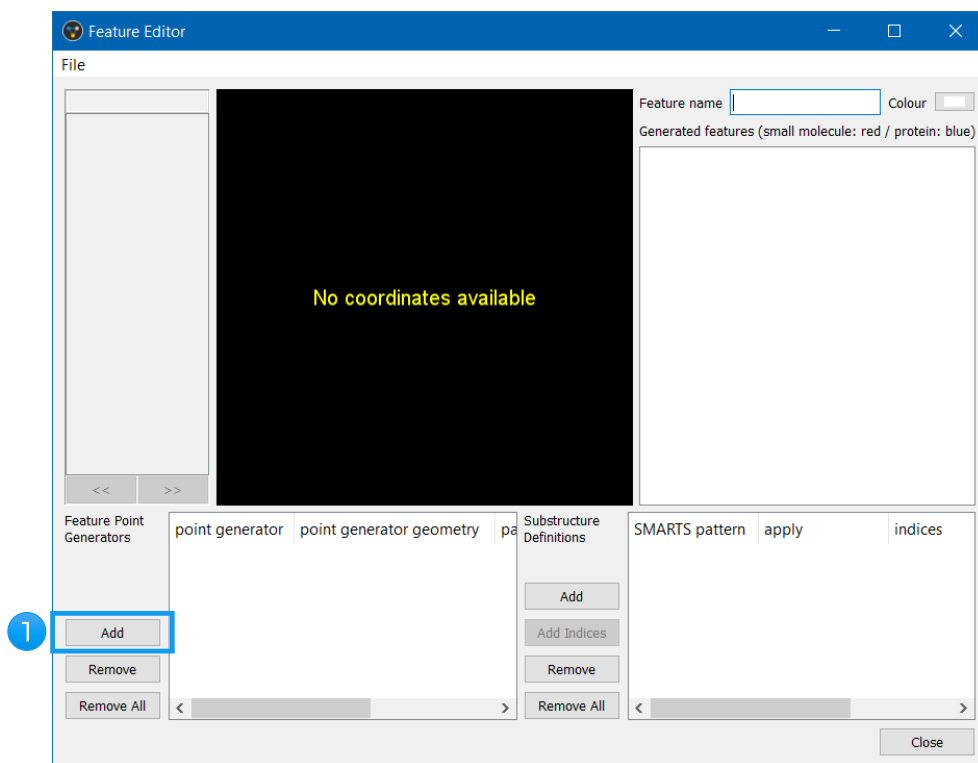 Feature Editor
File
Feature name
Colour
Generated features (small molecule: red / protein: blue)
No coordinates available
<< >>
Feature Point
Generators
point generator point generator geometry pa
1
Add
Remove
Remove All
Substructure
Definitions
SMARTS pattern apply indices
Add
Add Indices
Remove
Remove All
Close